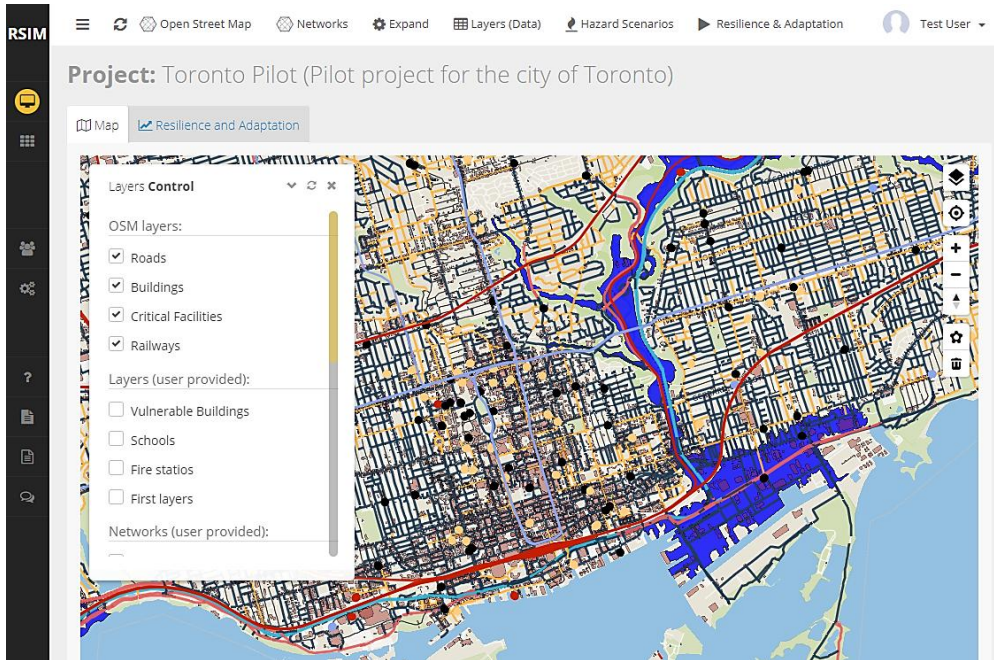 RSIM
Open Street Map
Networks
Expand
Layers (Data)
Hazard Scenarios
Resilience & Adaptation
Test User
Project: Toronto Pilot (Pilot project for the city of Toronto)
Map
Resilience and Adaptation
Layers Control
OSM layers:
Roads
Buildings
Critical Facilities
Railways
Layers (user provided):
Vulnerable Buildings
Schools
Fire statios
First layers
Networks (user provided):